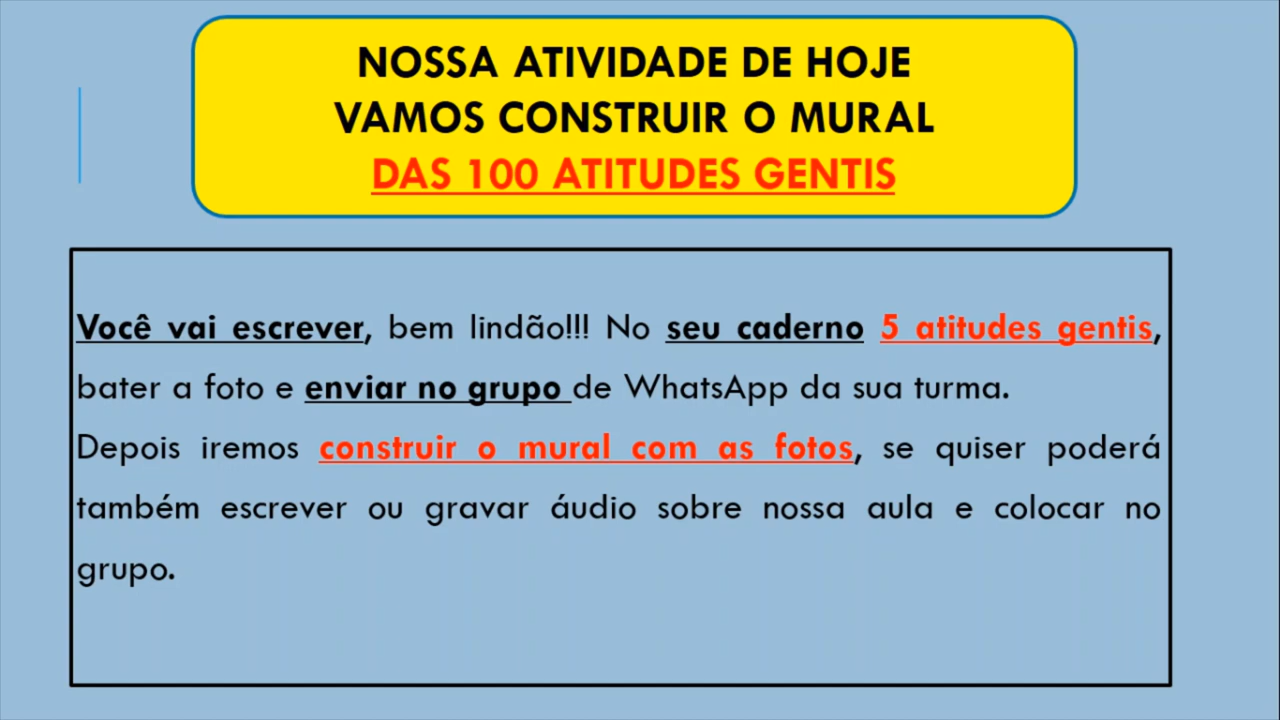 NOSSA ATIVIDADE DE HOJE
VAMOS CONSTRUIR O MURAL
DAS 100 ATITUDES GENTIS
Você vai escrever, bem lindão!!! No seu caderno 5 atitudes gentis,
bater a foto e enviar no grupo de WhatsApp da sua turma.
Depois iremos construir o mural com as fotos, se quiser poderá
também escrever ou gravar áudio sobre nossa aula e colocar no
grupo.